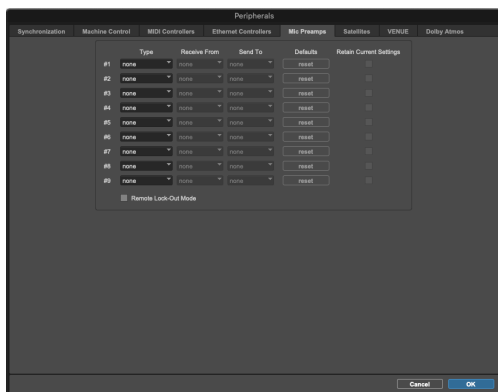 Peripherals
Synchronization Machine Control MIDI Controllers Ethernet Controllers Mic Preamps Satellites VENUE Dolby Atmos
Type Receive From Send To Defaults Retain Current Settings
#1 none none none reset
#2 none none none reset
#3 none none none reset
#4 none none none reset
#5 none none none reset
#6 none none none reset
#7 none none none reset
#8 none none none reset
#9 none none none reset
Remote Lock-Out Mode
Cancel OK